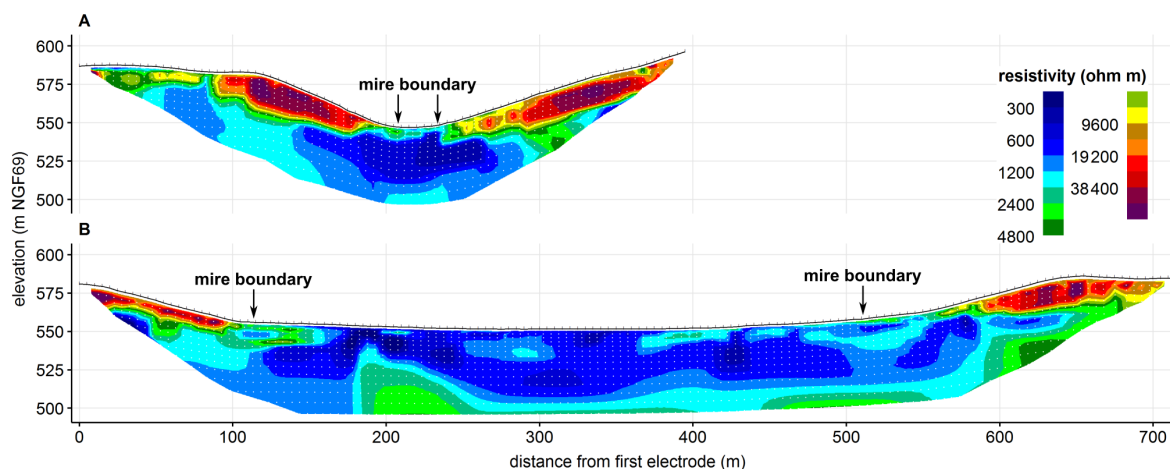 A
600
575
550
525
500
mire boundary
resistivity (ohm m)
300
600
1200
2400
4800
9600
19200
38400
elevation (m NGF69)
B
600
575
550
525
500
mire boundary
mire boundary
0 100 200 300 400 500 600 700
distance from first electrode (m)